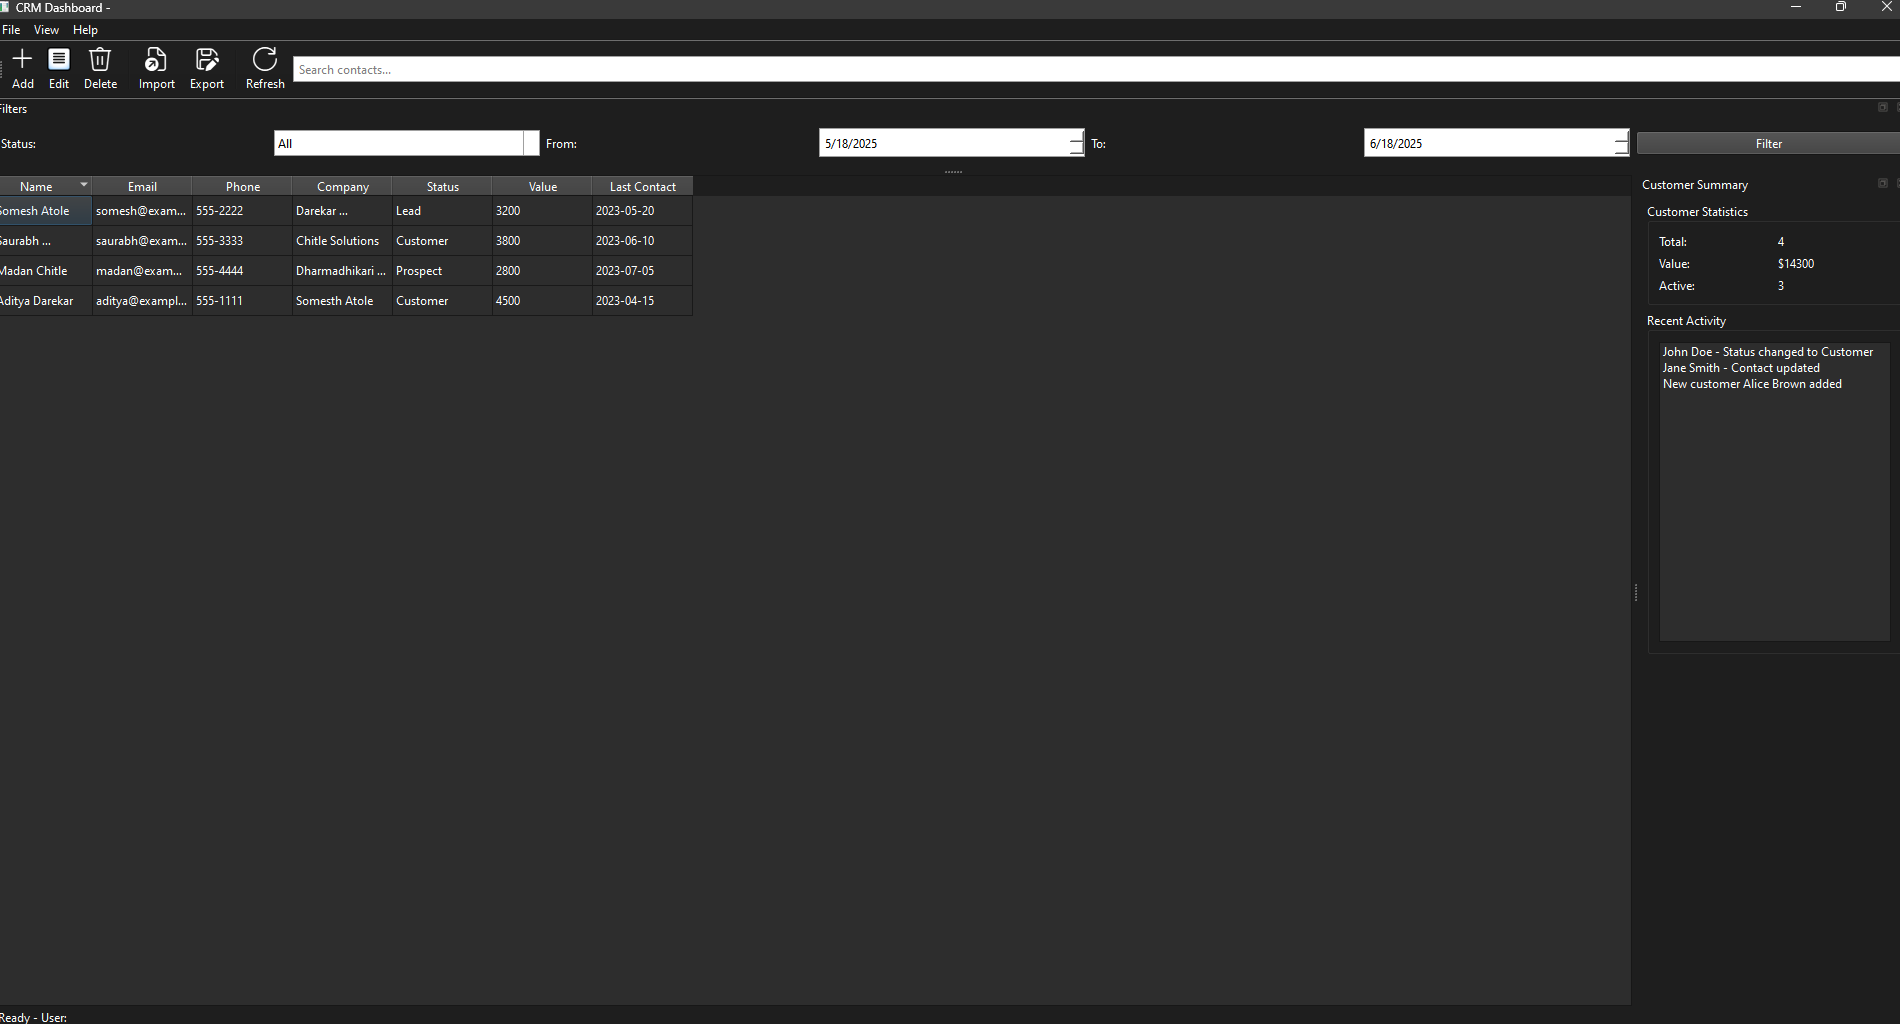 CRM Dashboard -
File View Help
Add Edit Delete Import Export Refresh Search contacts...
ilters
Status: All From: 5/18/2025 To: 6/18/2025 Filter
Name Email Phone Company Status Value Last Contact
Somesh Atole somesh@exam... 555-2222 Darekar ... Lead 3200 2023-05-20
Saurabh ... saurabh@exam... 555-3333 Chitle Solutions Customer 3800 2023-06-10
Madan Chitle madan@exam... 555-4444 Dharmadhikari ... Prospect 2800 2023-07-05
Aditya Darekar aditya@exampl... 555-1111 Somesth Atole Customer 4500 2023-04-15
Customer Summary
Customer Statistics
Total: 4
Value: $14300
Active: 3
Recent Activity
John Doe - Status changed to Customer
Jane Smith - Contact updated
New customer Alice Brown added
Ready - User: